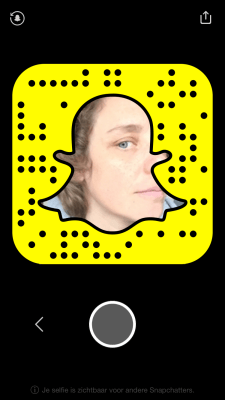 Je selfie is zichtbaar voor andere Snapchatters.